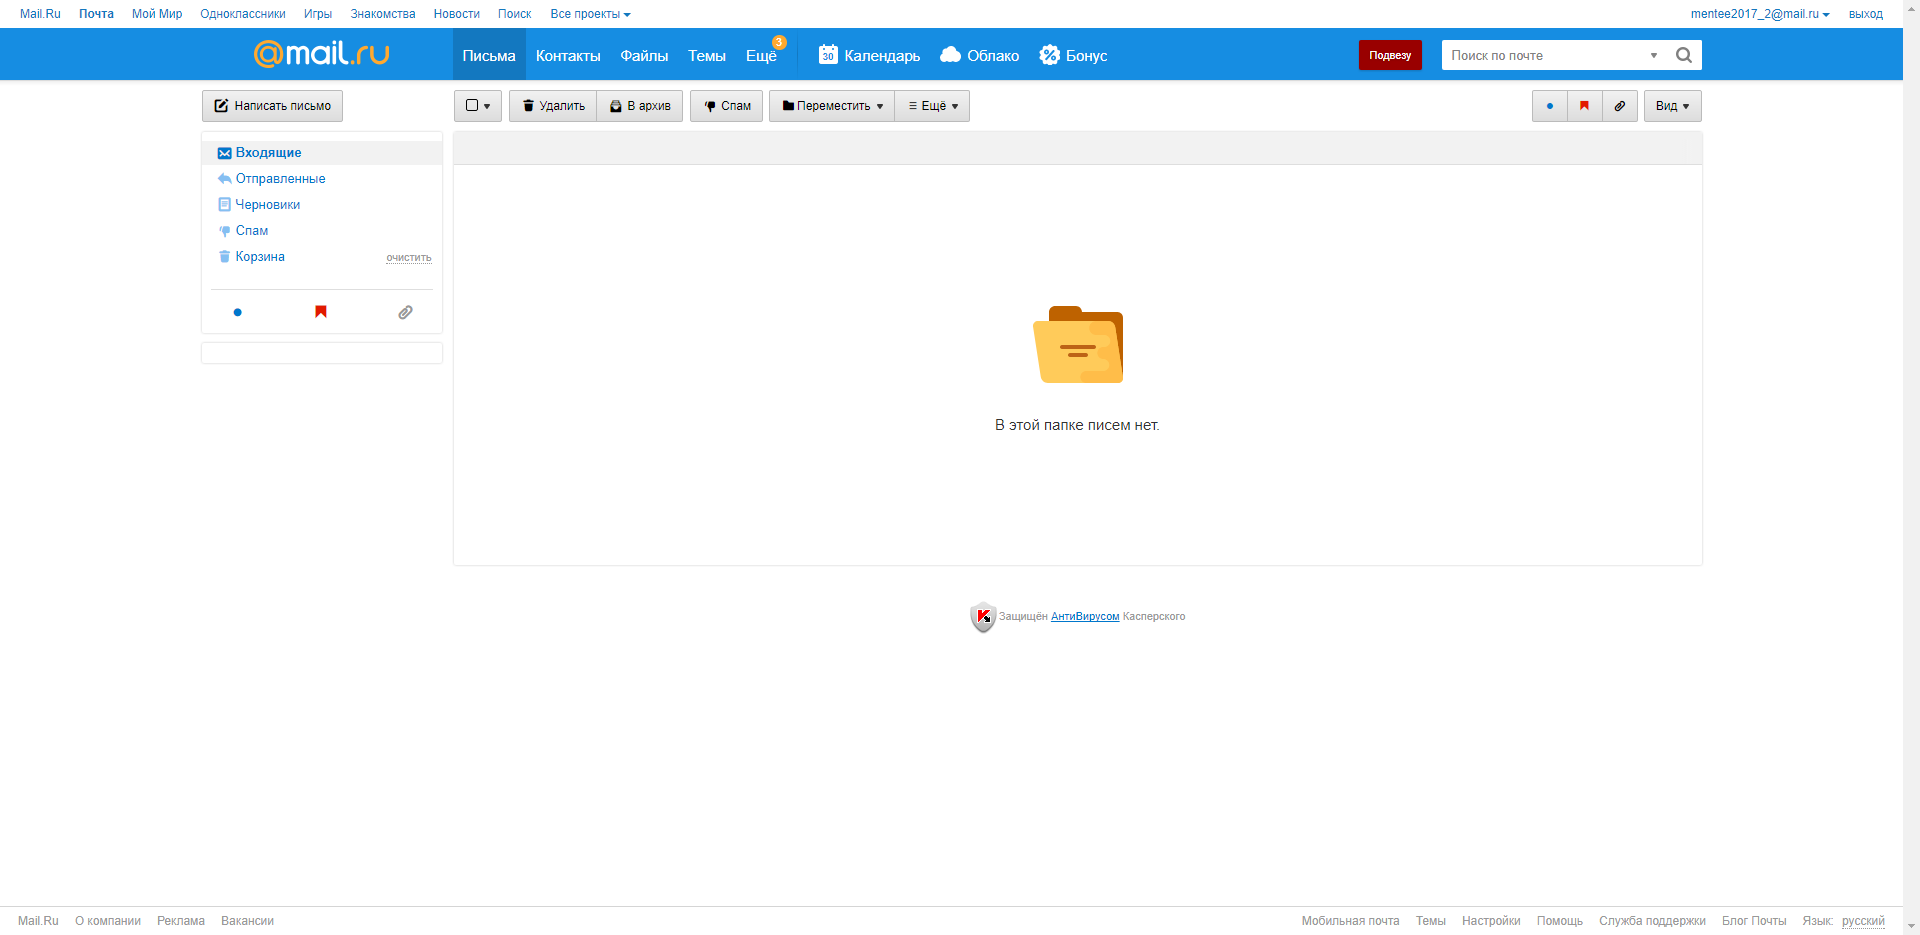 Mail.Ru Почта Мой Мир Одноклассники Игры Знакомства Новости Поиск Все проекты mentee2017_2@mail.ru выход
@mail.ru Письма Контакты Файлы Темы Ещё 3 30 Календарь Облако Бонус Подвезу Поиск по почте
Написать письмо Удалить В архив Спам Переместить Ещё Вид
Входящие
Отправленные
Черновики
Спам
Корзина очистить
В этой папке писем нет.
Защищён АнтиВирусом Касперского
Mail.Ru О компании Реклама Вакансии Мобильная почта Темы Настройки Помощь Служба поддержки Блог Почты Язык: русский